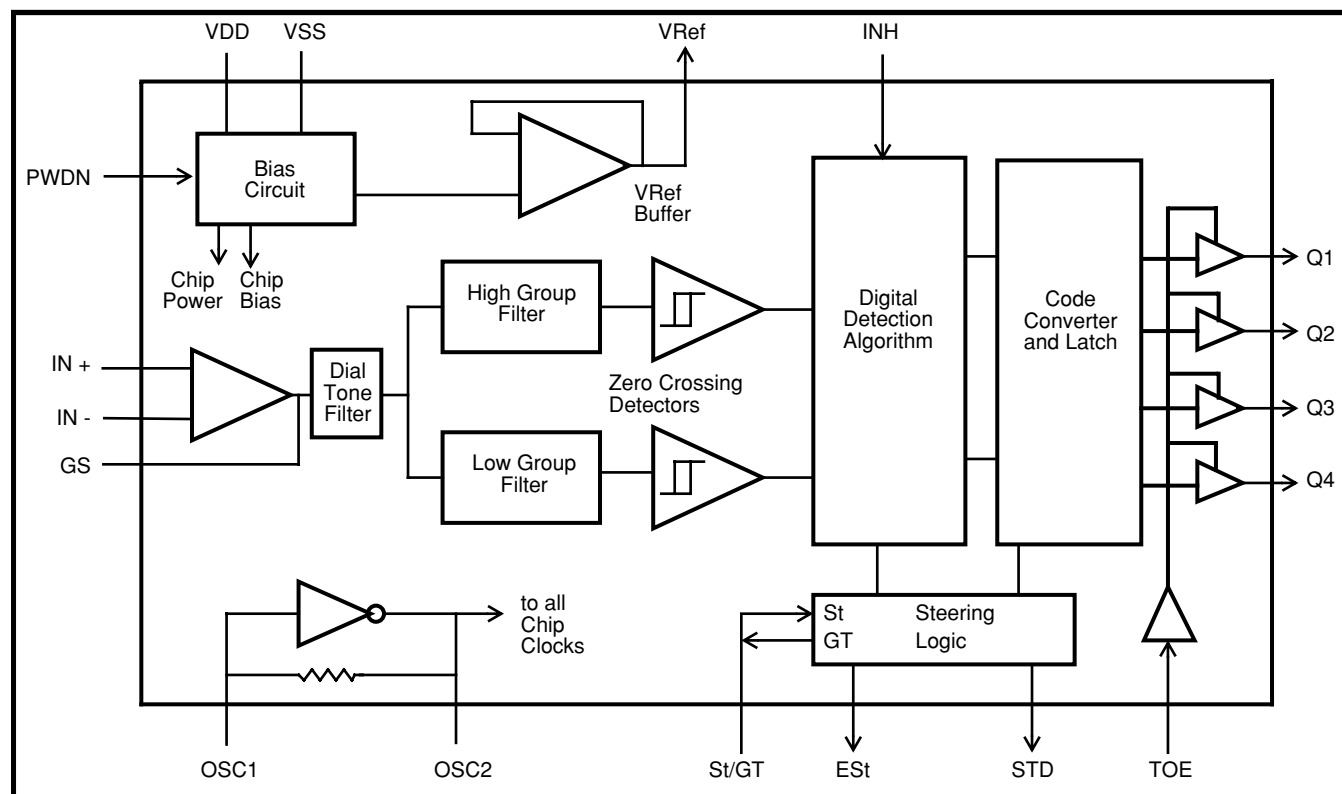 VDD
VSS
VRef
INH
PWDN
Bias
Circuit
VRef
Buffer
Chip
Power
Chip
Bias
High Group
Filter
Digital
Detection
Algorithm
Code
Converter
and Latch
Q1
Q2
Q3
Q4
IN +
IN -
GS
Dial
Tone
Filter
Zero Crossing
Detectors
Low Group
Filter
to all
Chip
Clocks
St Steering
GT Logic
OSC1
OSC2
St/GT
ESt
STD
TOE